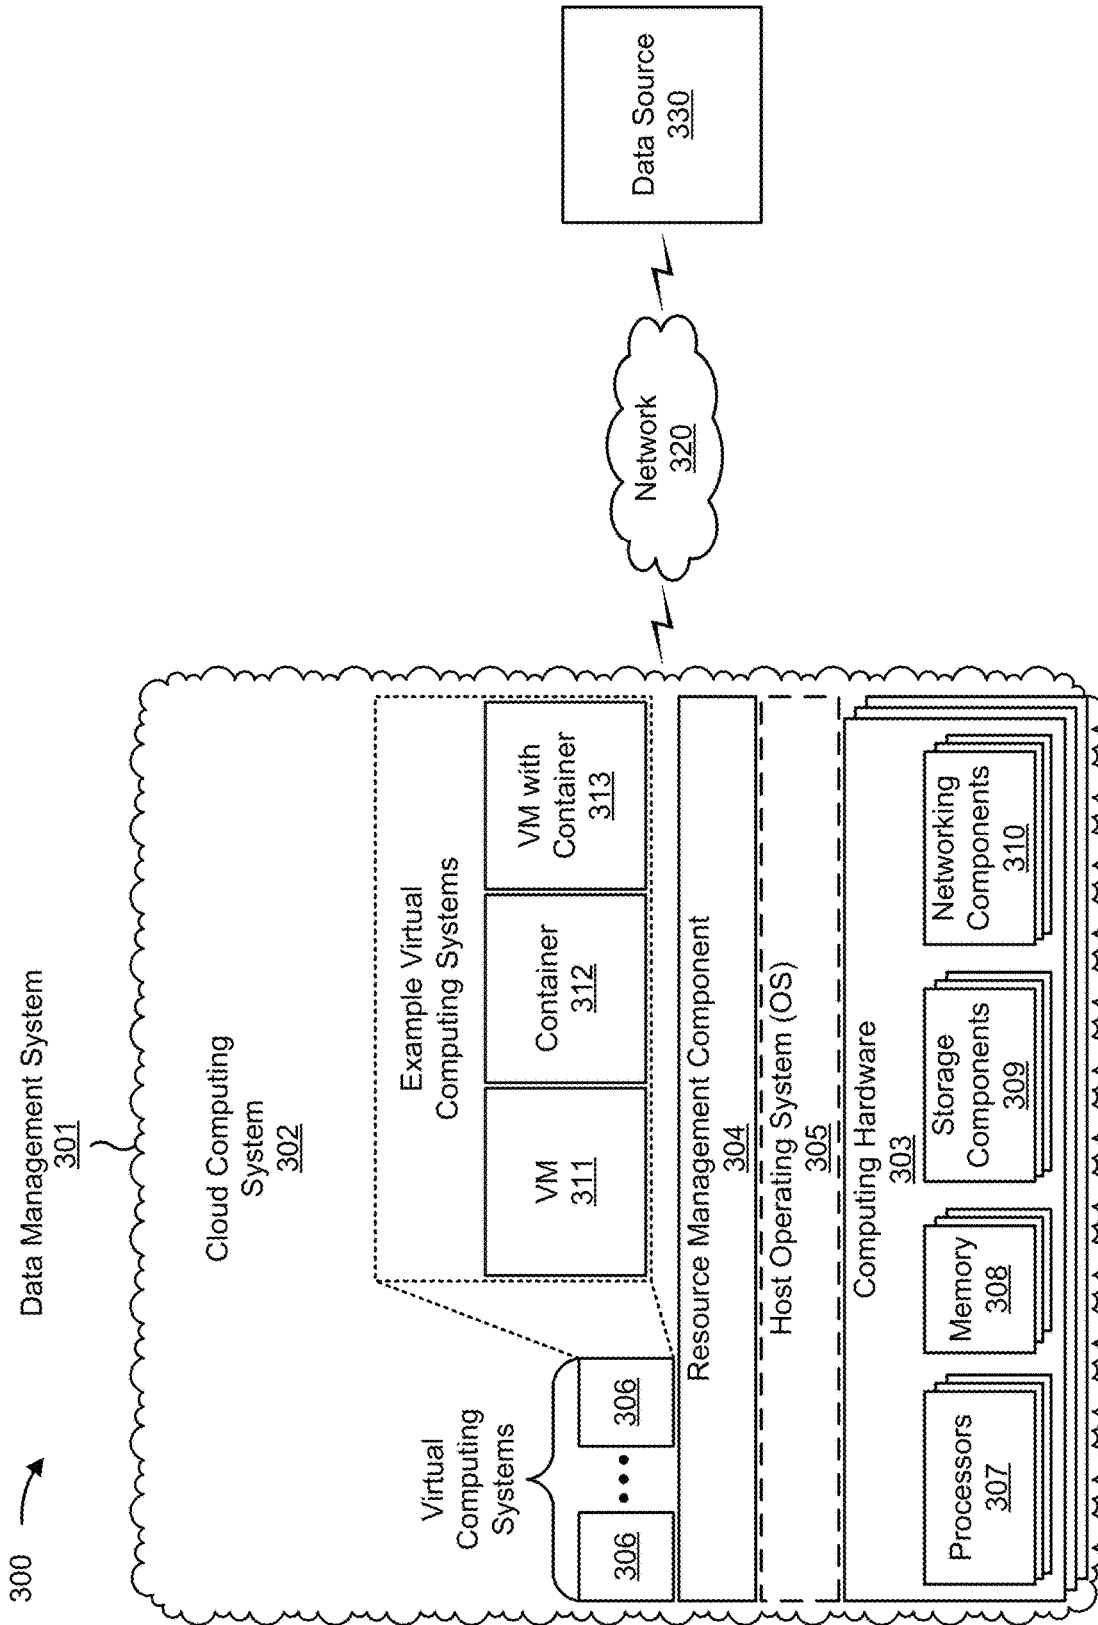 300
Data Management System
301
Cloud Computing
System
302
Virtual
Computing
Systems
306
306
Example Virtual
Computing Systems
VM
311
Container
312
VM with
Container
313
Resource Management Component
304
Host Operating System (OS)
305
Computing Hardware
303
Processors
307
Memory
308
Storage
Components
309
Networking
Components
310
Network
320
Data Source
330